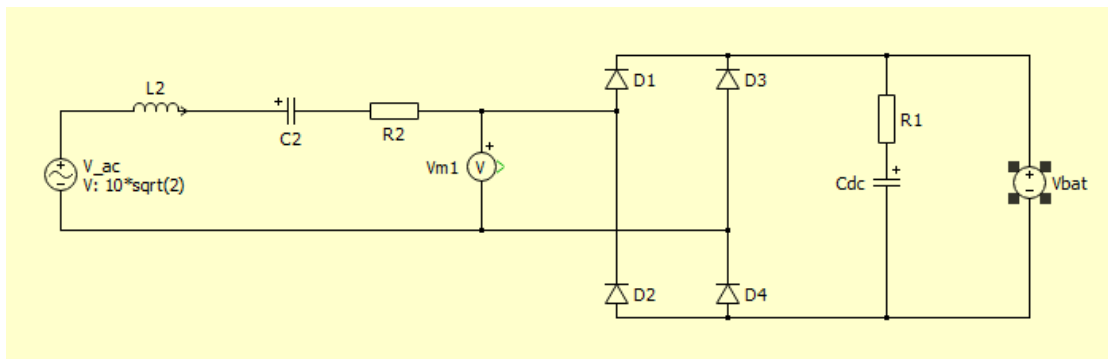 L2
C2
R2
V_ac
V: 10*sqrt(2)
Vm1
V
D1
D3
D2
D4
R1
Cdc
Vbat